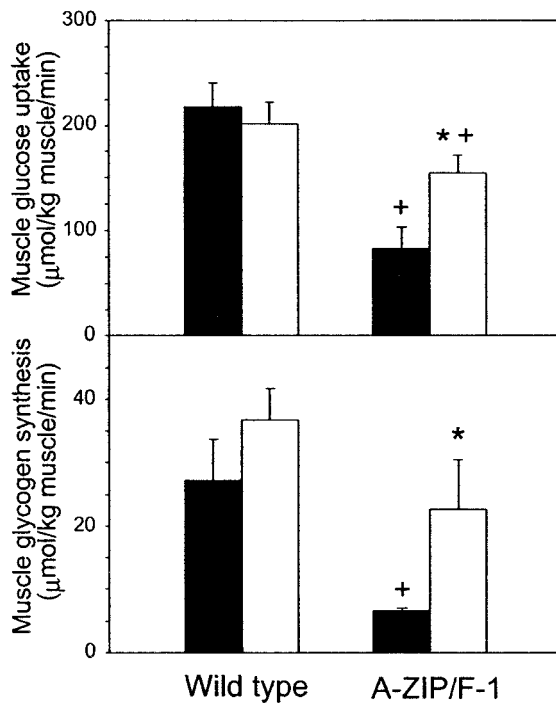 Muscle glucose uptake
(μmol/kg muscle/min)
300
200
100
0
+
* +
Muscle glycogen synthesis
(μmol/kg muscle/min)
40
20
0
+
*
Wild type
A-ZIP/F-1